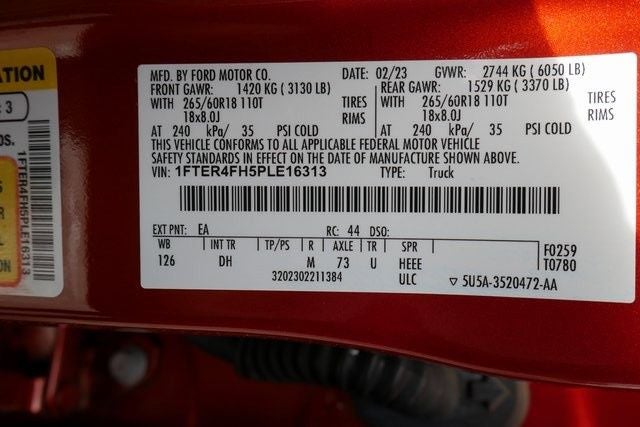 ATION
: 3
OS.
1FTER4FH5PLE16313
ON
MFD. BY FORD MOTOR CO. DATE: 02/23 GVWR: 2744 KG ( 6050 LB)
FRONT GAWR: 1420 KG ( 3130 LB) REAR GAWR: 1529 KG ( 3370 LB)
WITH 265/60R18 110T TIRES WITH 265/60R18 110T TIRES
18x8.0J RIMS 18x8.0J RIMS
AT 240 kPa/ 35 PSI COLD AT 240 kPa/ 35 PSI COLD
THIS VEHICLE CONFORMS TO ALL APPLICABLE FEDERAL MOTOR VEHICLE
SAFETY STANDARDS IN EFFECT ON THE DATE OF MANUFACTURE SHOWN ABOVE.
VIN: 1FTER4FH5PLE16313 TYPE: Truck
EXT PNT: EA RC: 44 DSO:
WB INT TR TP/PS R AXLE TR SPR F0259
126 DH M 73 U HEEE T0780
3202302211384 ULC ▽ 5U5A-3520472-AA